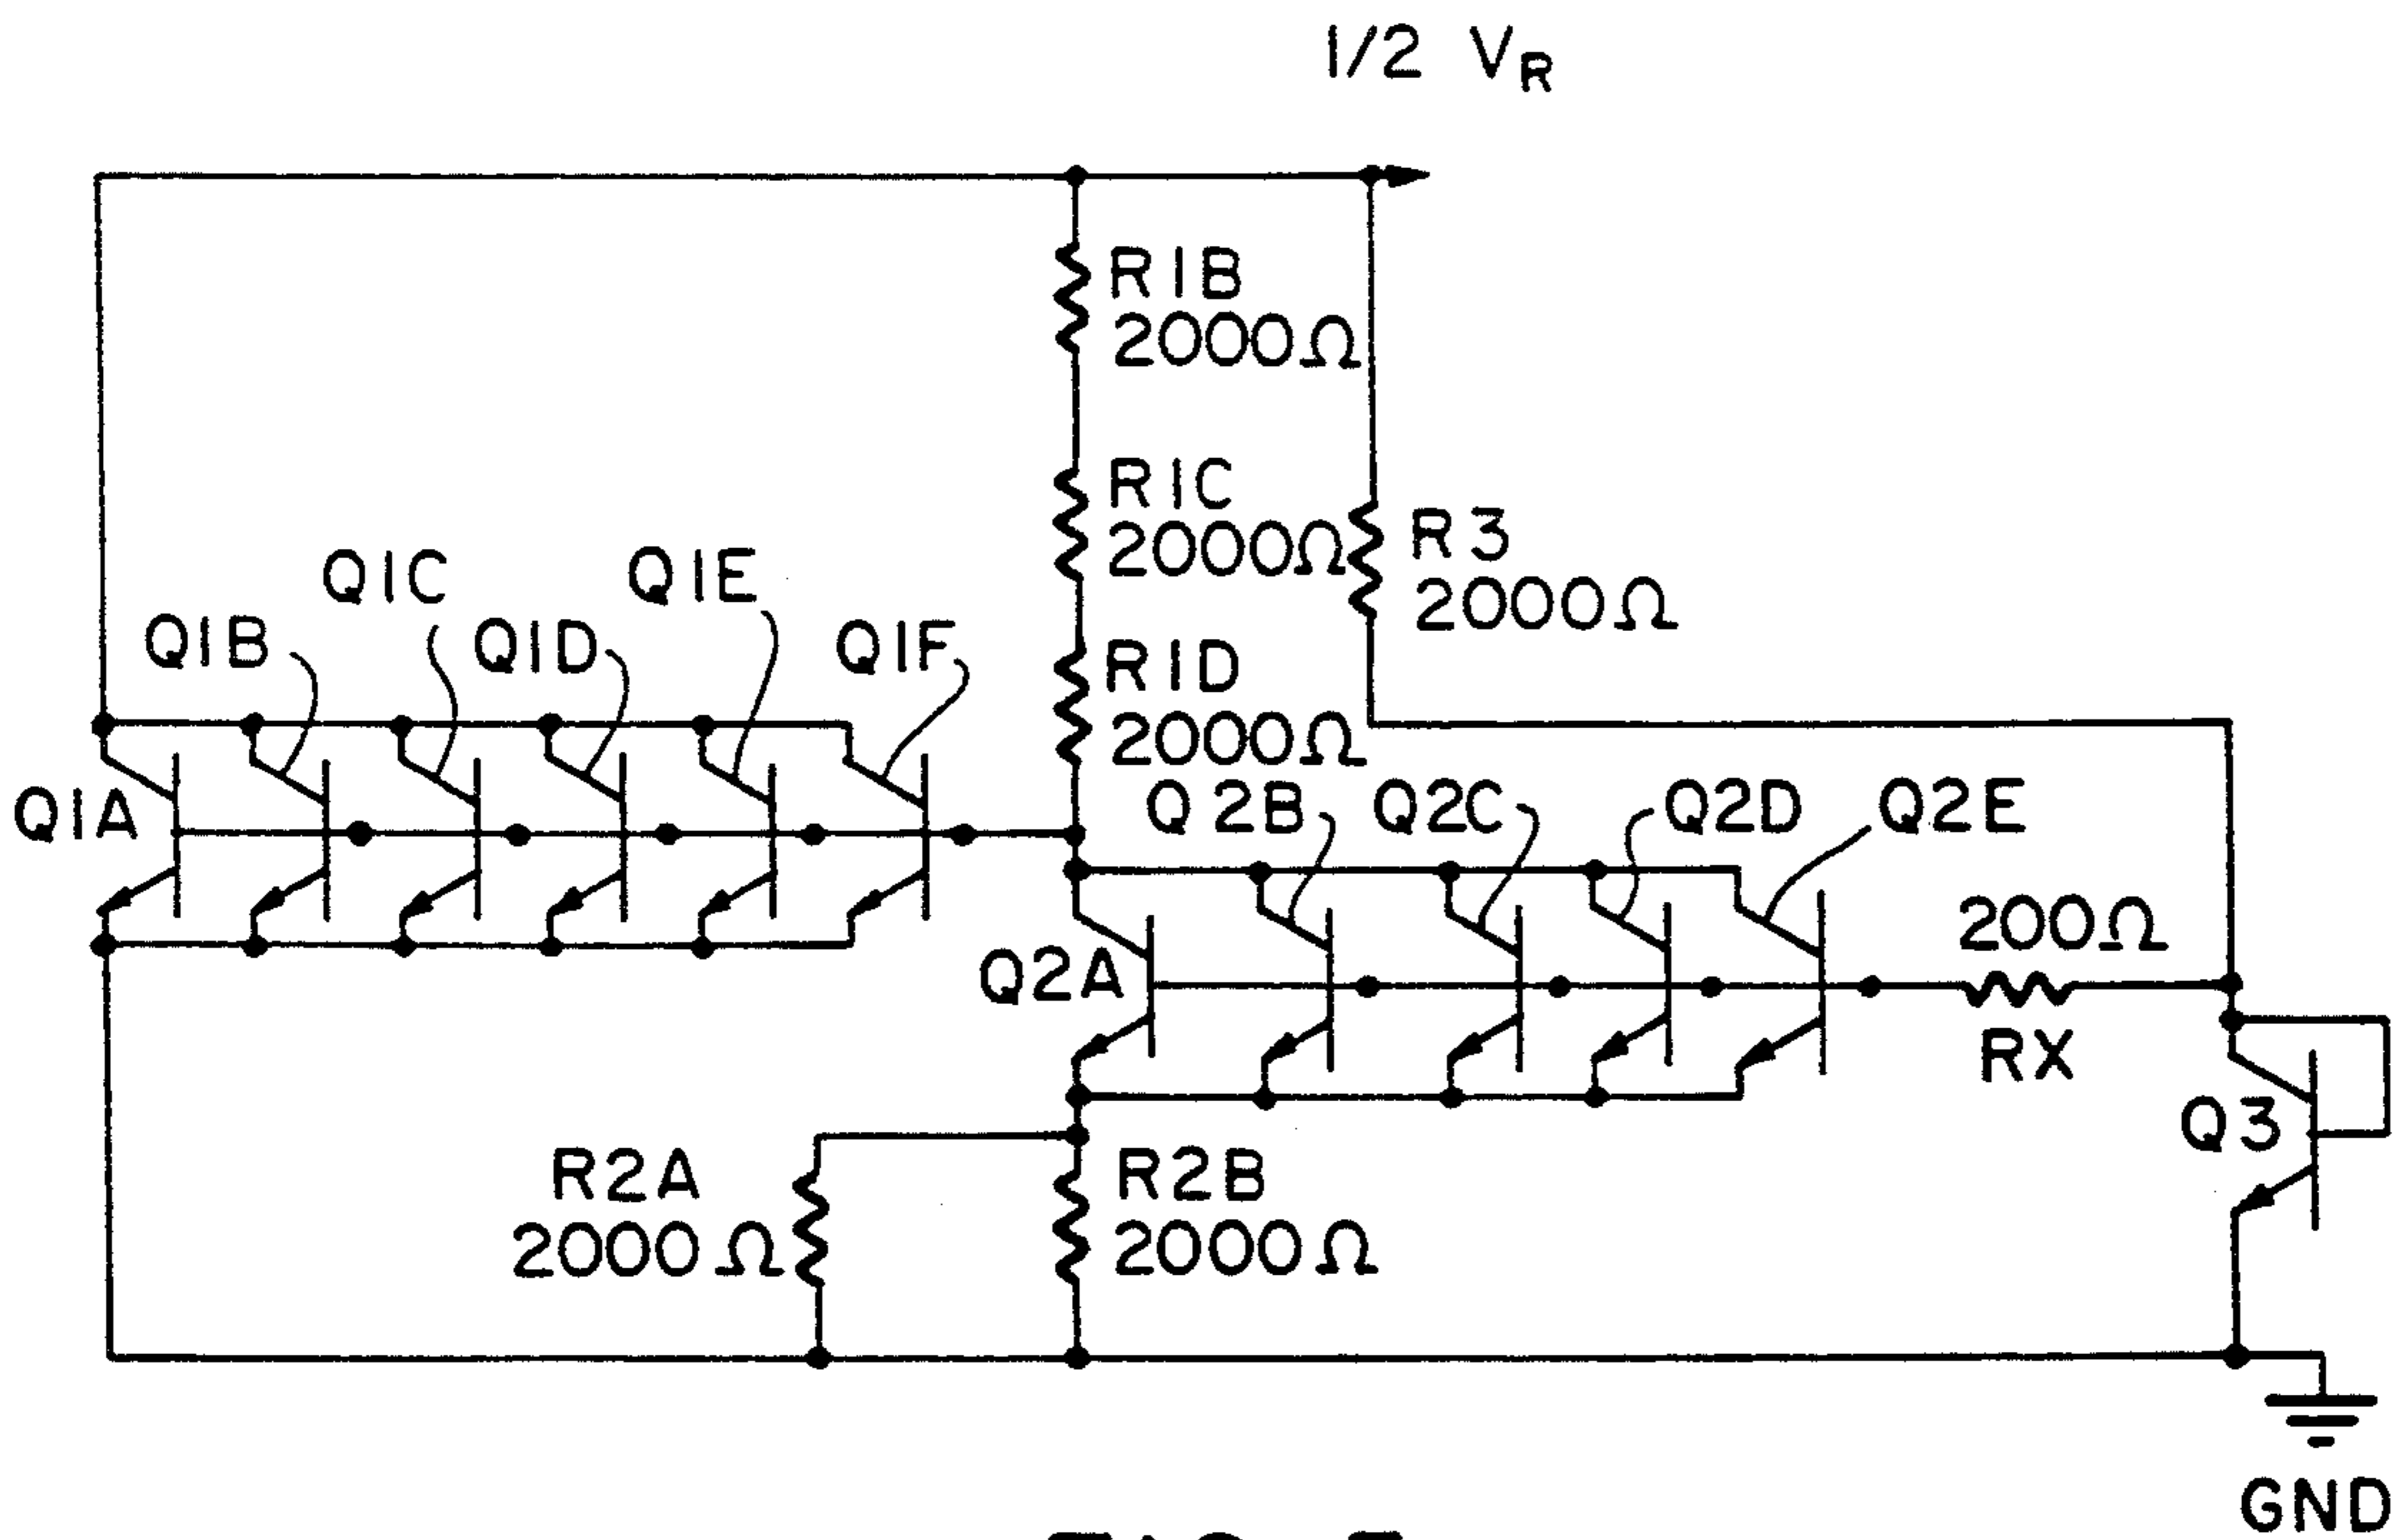 1/2 VR
R1B
2000Ω
R1C
2000Ω
R3
2000Ω
Q1C
Q1E
Q1B
Q1D
Q1F
R1D
2000Ω
Q1A
Q2B
Q2C
Q2D
Q2E
200Ω
Q2A
RX
Q3
R2A
2000Ω
R2B
2000Ω
GND